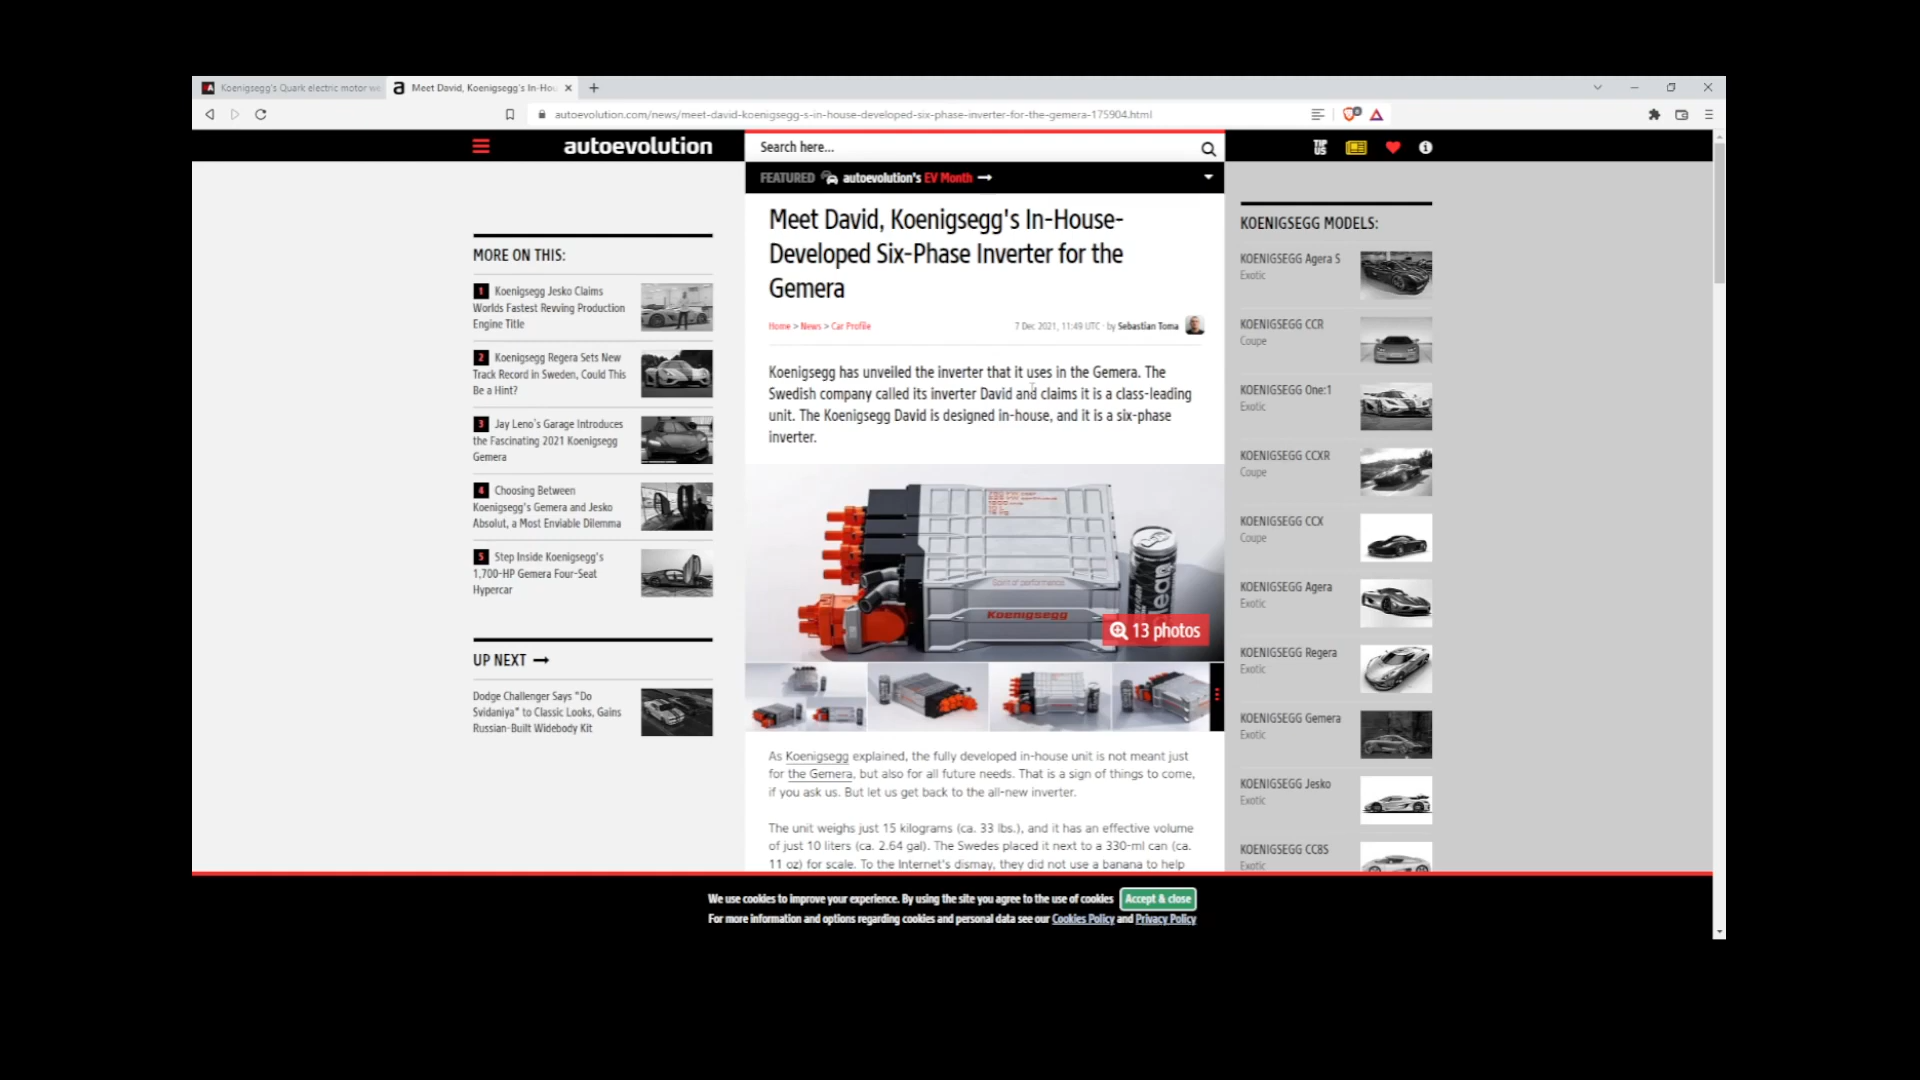 Koenigsegg's Quark electric motor we
Meet David, Koenigsegg's In-Hou
autoevolution.com/news/meet-david-koenigsegg-s-in-house-developed-six-phase-inverter-for-the-gemera-175904.html
autoevolution
Search here...
TIP
US
FEATURED autoevolution's EV Month
MORE ON THIS:
1 Koenigsegg Jesko Claims
Worlds Fastest Revving Production
Engine Title
2 Koenigsegg Regera Sets New
Track Record in Sweden, Could This
Be a Hint?
3 Jay Leno's Garage Introduces
the Fascinating 2021 Koenigsegg
Gemera
4 Choosing Between
Koenigsegg's Gemera and Jesko
Absolut, a Most Enviable Dilemma
5 Step Inside Koenigsegg's
1,700-HP Gemera Four-Seat
Hypercar
UP NEXT
Dodge Challenger Says "Do
Svidaniya" to Classic Looks, Gains
Russian-Built Widebody Kit
Meet David, Koenigsegg's In-House-
Developed Six-Phase Inverter for the
Gemera
Home > News > Car Profile
7 Dec 2021, 11:49 UTC · by Sebastian Toma
Koenigsegg has unveiled the inverter that it uses in the Gemera. The
Swedish company called its inverter David and claims it is a class-leading
unit. The Koenigsegg David is designed in-house, and it is a six-phase
inverter.
Spirit of performance
Koenigsegg
13 photos
As Koenigsegg explained, the fully developed in-house unit is not meant just
for the Gemera, but also for all future needs. That is a sign of things to come,
if you ask us. But let us get back to the all-new inverter.
The unit weighs just 15 kilograms (ca. 33 lbs.), and it has an effective volume
of just 10 liters (ca. 2.64 gal). The Swedes placed it next to a 330-ml can (ca.
11 oz) for scale. To the Internet's dismay, they did not use a banana to help
KOENIGSEGG MODELS:
KOENIGSEGG Agera S
Exotic
KOENIGSEGG CCR
Coupe
KOENIGSEGG One:1
Exotic
KOENIGSEGG CCXR
Coupe
KOENIGSEGG CCX
Coupe
KOENIGSEGG Agera
Exotic
KOENIGSEGG Regera
Exotic
KOENIGSEGG Gemera
Exotic
KOENIGSEGG Jesko
Exotic
KOENIGSEGG CC8S
Exotic
We use cookies to improve your experience. By using the site you agree to the use of cookies
Accept & close
For more information and options regarding cookies and personal data see our Cookies Policy and Privacy Policy